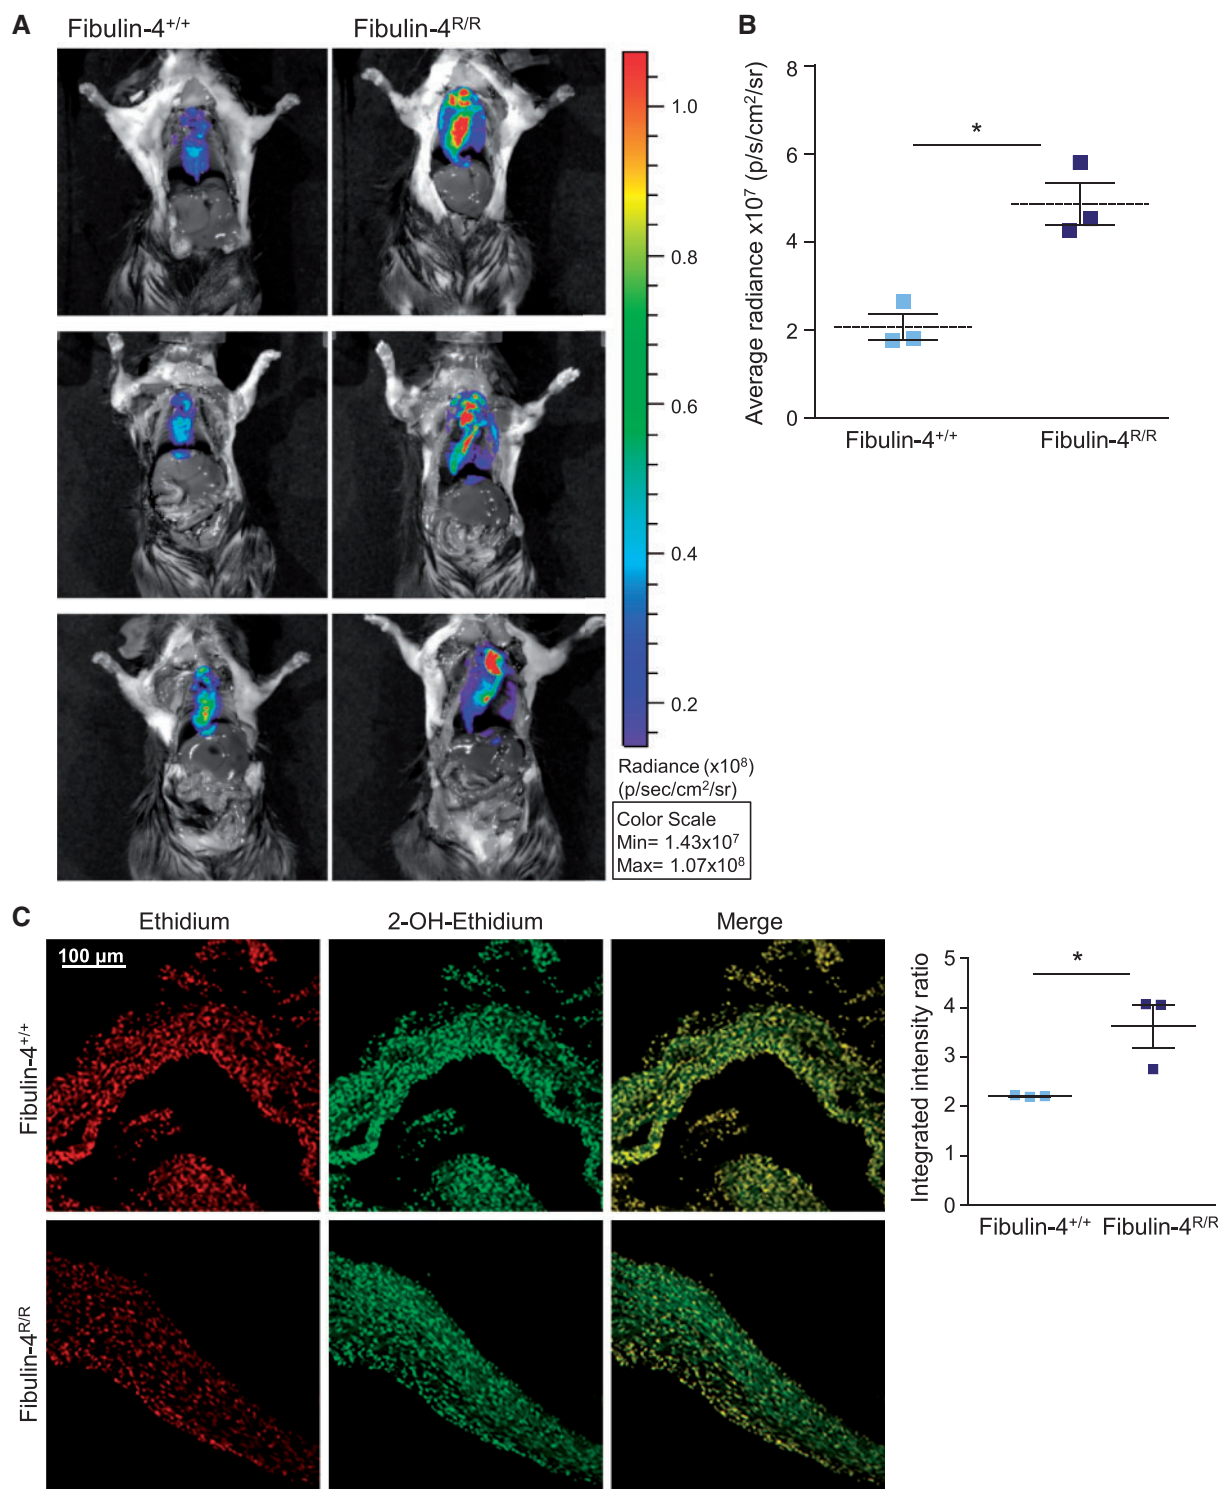 A
Fibulin-4+/+
Fibulin-4R/R
1.0
0.8
0.6
0.4
0.2
Radiance (x10⁸)
(p/sec/cm²/sr)
Color Scale
Min= 1.43x10⁷
Max= 1.07x10⁸
B
Average radiance x10⁷ (p/s/cm²/sr)
8
6
4
2
0
*
Fibulin-4+/+
Fibulin-4R/R
C
Ethidium
2-OH-Ethidium
Merge
100 µm
Fibulin-4+/+
Fibulin-4R/R
Integrated intensity ratio
5
4
3
2
1
0
*
Fibulin-4+/+
Fibulin-4R/R